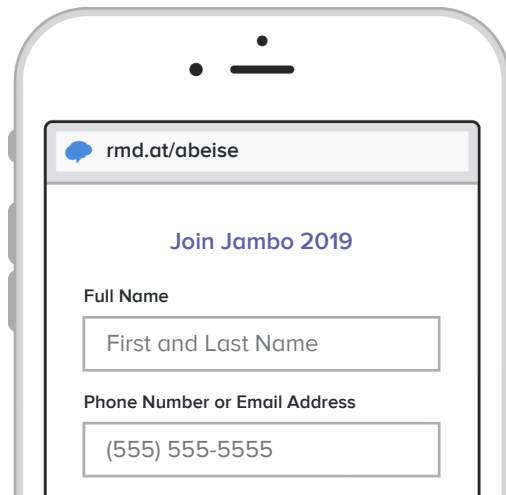 rmd.at/abeise
Join Jambo 2019
Full Name
First and Last Name
Phone Number or Email Address
(555) 555-5555